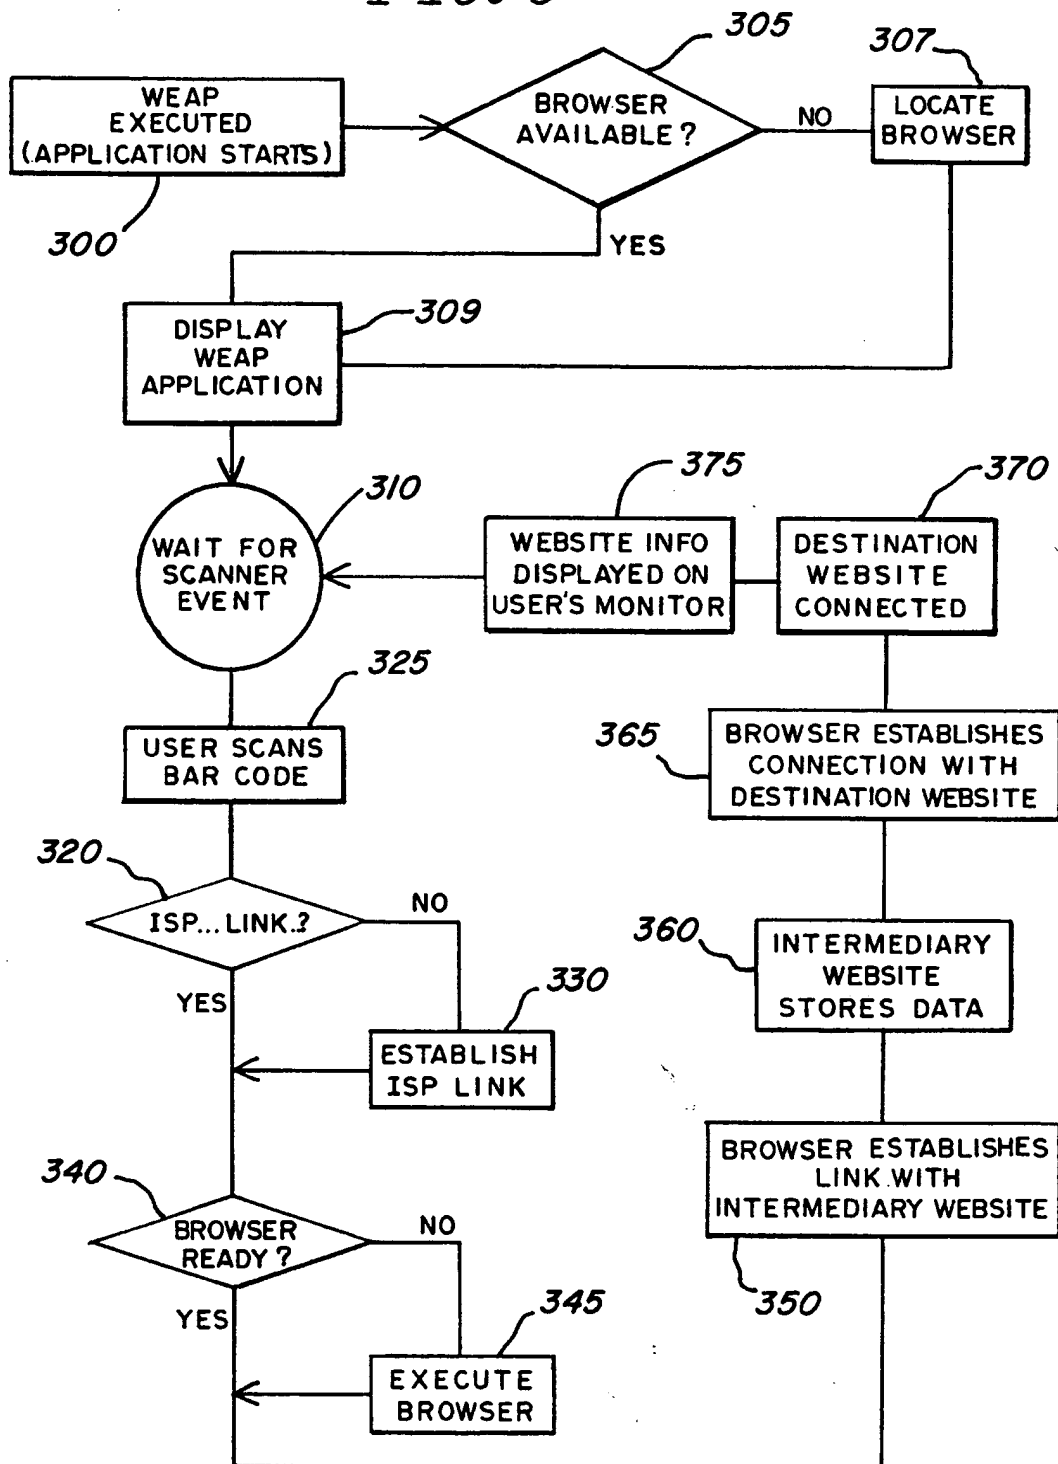 305
307
WEAP
EXECUTED
(APPLICATION STARTS)
BROWSER
AVAILABLE?
NO
LOCATE
BROWSER
300
YES
309
DISPLAY
WEAP
APPLICATION
310
375
370
WAIT FOR
SCANNER
EVENT
WEBSITE INFO
DISPLAYED ON
USER'S MONITOR
DESTINATION
WEBSITE
CONNECTED
325
USER SCANS
BAR CODE
365
BROWSER ESTABLISHES
CONNECTION WITH
DESTINATION WEBSITE
320
ISP... LINK..?
NO
YES
360
INTERMEDIARY
WEBSITE
STORES DATA
330
ESTABLISH
ISP LINK
340
BROWSER
READY?
NO
YES
BROWSER ESTABLISHES
LINK WITH
INTERMEDIARY WEBSITE
350
345
EXECUTE
BROWSER